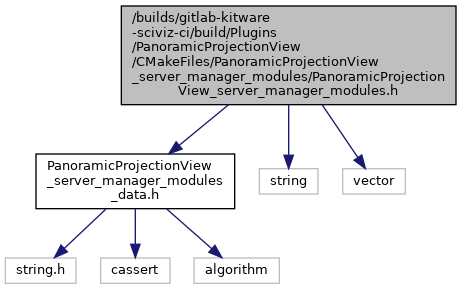 /builds/gitlab-kitware
-sciviz-ci/build/Plugins
/PanoramicProjectionView
/CMakeFiles/PanoramicProjectionView
_server_manager_modules/PanoramicProjection
View_server_manager_modules.h
PanoramicProjectionView
_server_manager_modules
_data.h
string
vector
string.h
cassert
algorithm